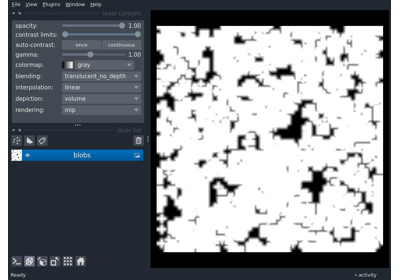 File View Plugins Window Help
layer controls
opacity: 1.00
contrast limits:
auto-contrast: once continuous
gamma: 1.00
colormap: gray
blending: translucent_no_depth
interpolation: linear
depiction: volume
rendering: mip
layer list
blobs
Ready activity